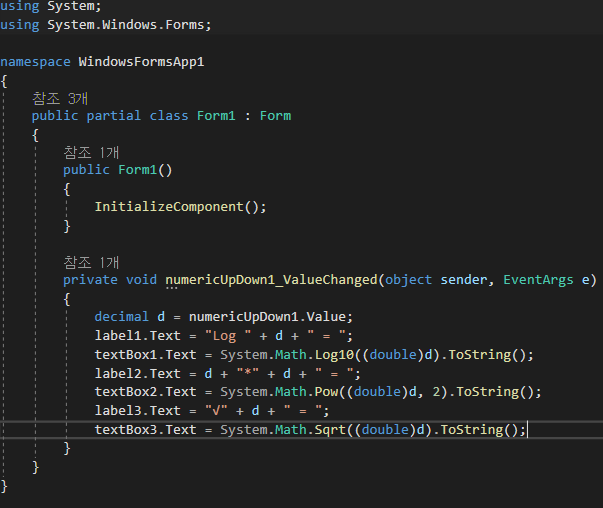 using System;
using System.Windows.Forms;
namespace WindowsFormsApp1
{
참조 3개
public partial class Form1 : Form
{
참조 1개
public Form1()
{
InitializeComponent();
}
참조 1개
private void numericUpDown1_ValueChanged(object sender, EventArgs e)
{
decimal d = numericUpDown1.Value;
label1.Text = "Log " + d + " = ";
textBox1.Text = System.Math.Log10((double)d).ToString();
label2.Text = d + "*" + d + " = ";
textBox2.Text = System.Math.Pow((double)d, 2).ToString();
label3.Text = "√" + d + " = ";
textBox3.Text = System.Math.Sqrt((double)d).ToString();
}
}
}